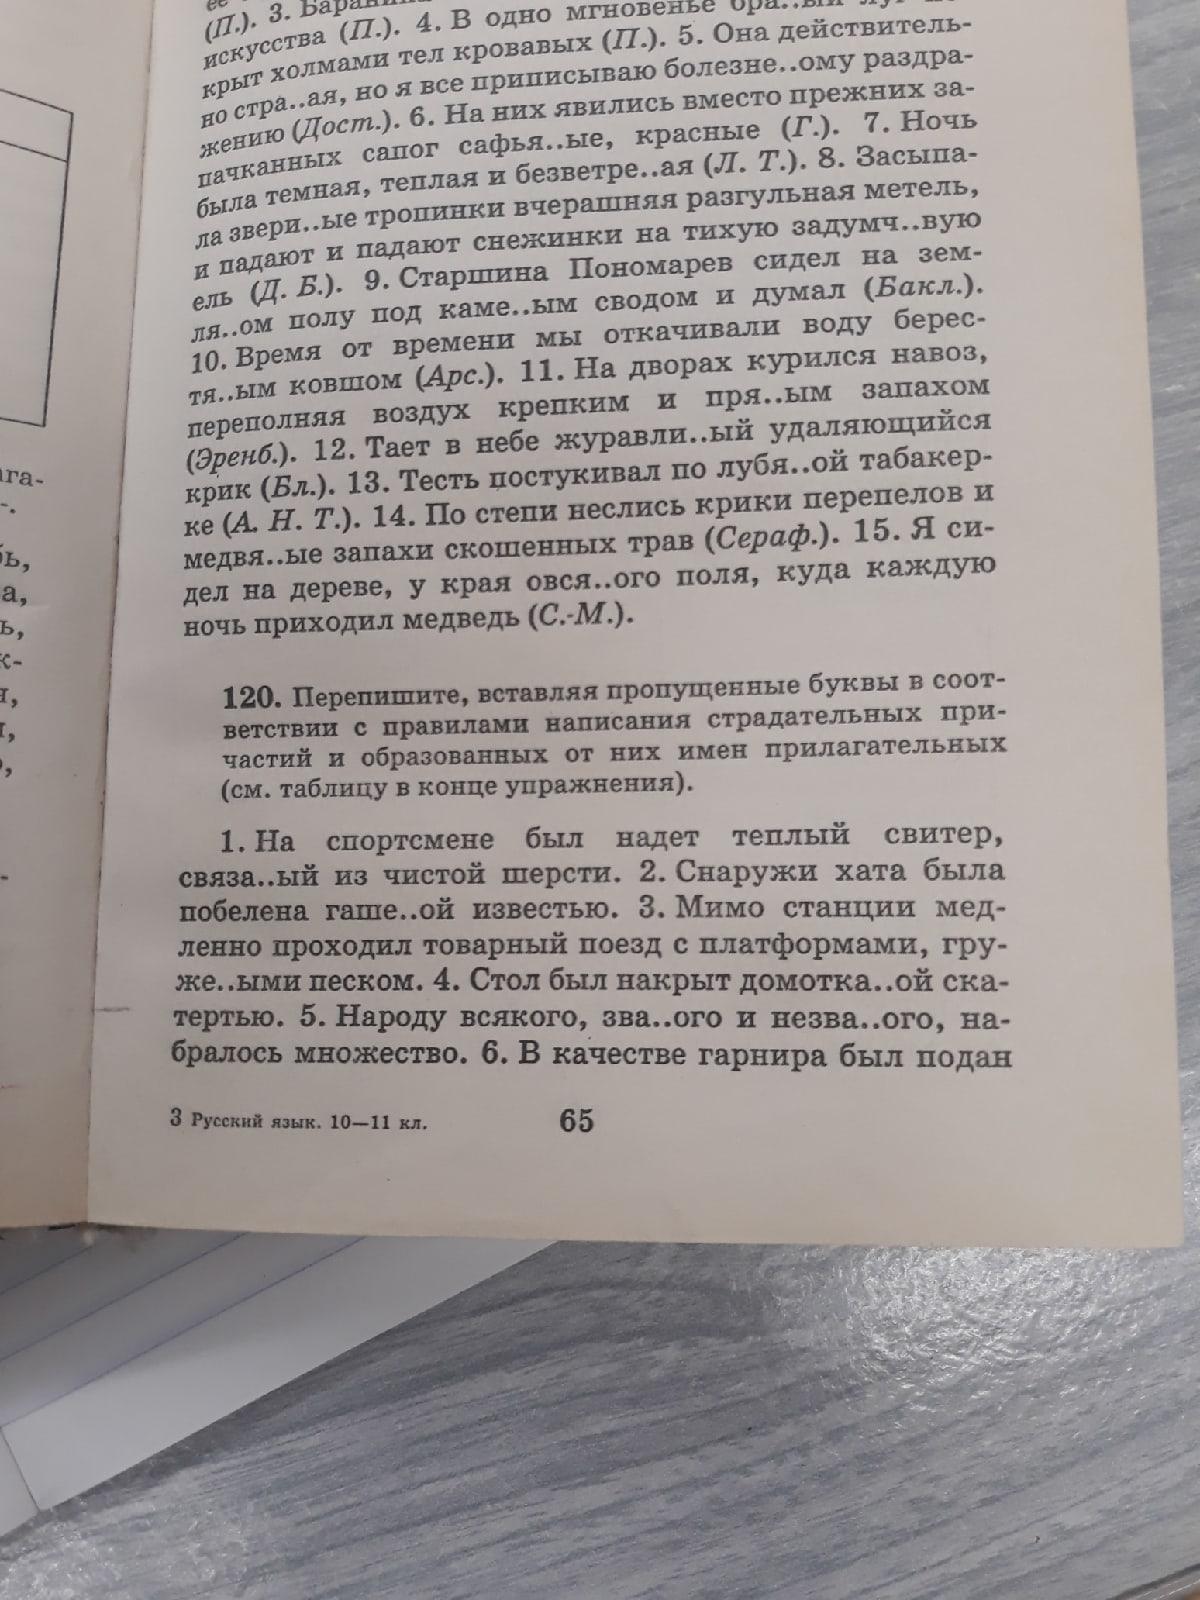 (П.). 3.
искусства (П.). 4. В одно мгновенье
крыт холмами тел кровавых (П.). 5. Она действитель-
но стра..ая, но я все приписываю болезне..ому раздра-
жению (Дост.). 6. На них явились вместо прежних за-
пачканных сапог сафья..ые, красные (Г.). 7. Ночь
была темная, теплая и безветре..ая (Л. Т.). 8. Засыпа-
ла звери..ые тропинки вчерашняя разгульная метель,
и падают и падают снежинки на тихую задумч..вую
ель (Д. Б.). 9. Старшина Пономарев сидел на зем-
ля..ом полу под каме..ым сводом и думал (Бакл.).
10. Время от времени мы откачивали воду берес-
тя..ым ковшом (Арс.). 11. На дворах курился навоз,
переполняя воздух крепким и пря..ым запахом
(Эренб.). 12. Тает в небе журавли..ый удаляющийся
крик (Бл.). 13. Тесть постукивал по лубя..ой табакер-
ке (А. Н. Т.). 14. По степи неслись крики перепелов и
медвя..ые запахи скошенных трав (Сераф.). 15. Я си-
дел на дереве, у края овся..ого поля, куда каждую
ночь приходил медведь (С.-М.).
120. Перепишите, вставляя пропущенные буквы в соот-
ветствии с правилами написания страдательных при-
частий и образованных от них имен прилагательных
(см. таблицу в конце упражнения).
1. На спортсмене был надет теплый свитер,
связа..ый из чистой шерсти. 2. Снаружи хата была
побелена гаше..ой известью. 3. Мимо станции мед-
ленно проходил товарный поезд с платформами, гру-
же..ыми песком. 4. Стол был накрыт домотка..ой ска-
тертью. 5. Народу всякого, зва..ого и незва..ого, на-
бралось множество. 6. В качестве гарнира был подан
3 Русский язык. 10—11 кл.
65